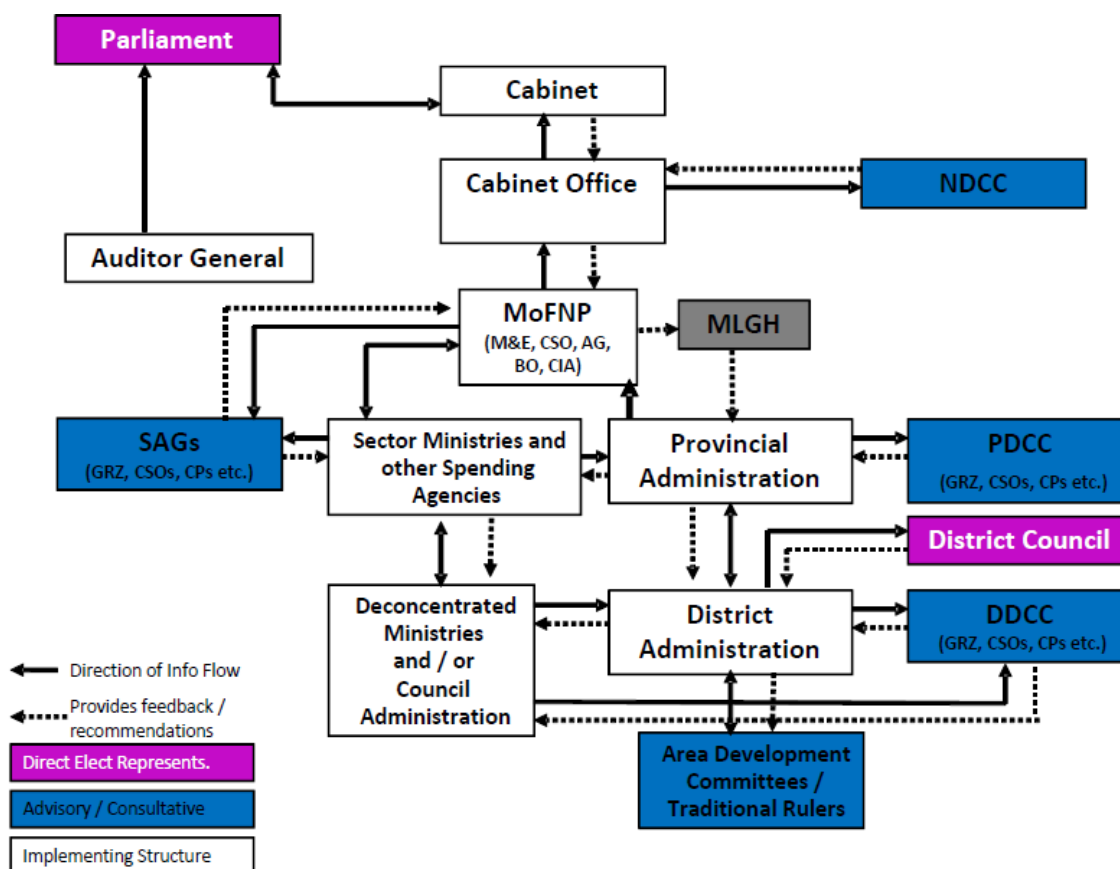 Parliament
Cabinet
Cabinet Office
NDCC
Auditor General
MoFNP
(M&E, CSO, AG,
BO, CIA)
MLGH
SAGs
(GRZ, CSOs, CPs etc.)
Sector Ministries and
other Spending
Agencies
Provincial
Administration
PDCC
(GRZ, CSOs, CPs etc.)
District Council
Deconcentrated
Ministries
and / or
Council
Administration
District
Administration
DDCC
(GRZ, CSOs, CPs etc.)
Area Development
Committees /
Traditional Rulers
Direction of Info Flow
Provides feedback /
recommendations
Direct Elect Represents.
Advisory / Consultative
Implementing Structure